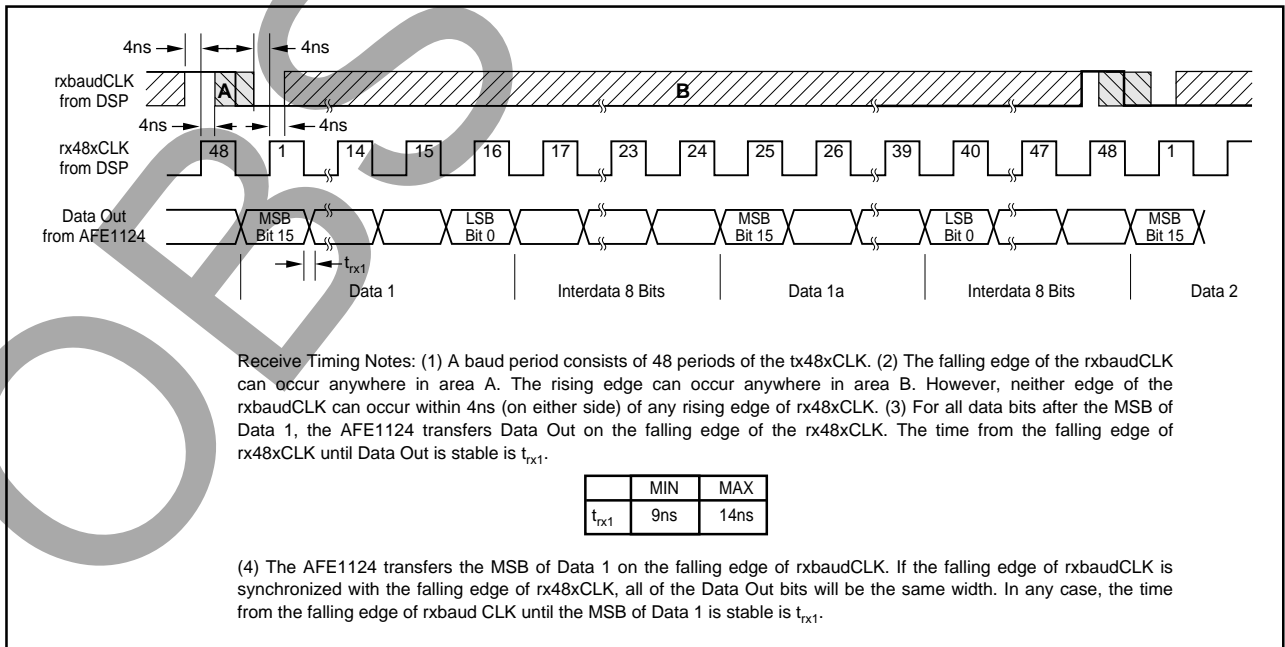 4ns 4ns
rxbaudCLK
from DSP
A B
4ns 4ns
rx48xCLK
from DSP
48 1 14 15 16 17 23 24 25 26 39 40 47 48 1
Data Out
from AFE1124
MSB
Bit 15
LSB
Bit 0
MSB
Bit 15
LSB
Bit 0
MSB
Bit 15
trx1
Data 1 Interdata 8 Bits Data 1a Interdata 8 Bits Data 2
Receive Timing Notes: (1) A baud period consists of 48 periods of the tx48xCLK. (2) The falling edge of the rxbaudCLK
can occur anywhere in area A. The rising edge can occur anywhere in area B. However, neither edge of the
rxbaudCLK can occur within 4ns (on either side) of any rising edge of rx48xCLK. (3) For all data bits after the MSB of
Data 1, the AFE1124 transfers Data Out on the falling edge of the rx48xCLK. The time from the falling edge of
rx48xCLK until Data Out is stable is trx1.
MIN MAX
trx1 9ns 14ns
(4) The AFE1124 transfers the MSB of Data 1 on the falling edge of rxbaudCLK. If the falling edge of rxbaudCLK is
synchronized with the falling edge of rx48xCLK, all of the Data Out bits will be the same width. In any case, the time
from the falling edge of rxbaud CLK until the MSB of Data 1 is stable is trx1.
OBS